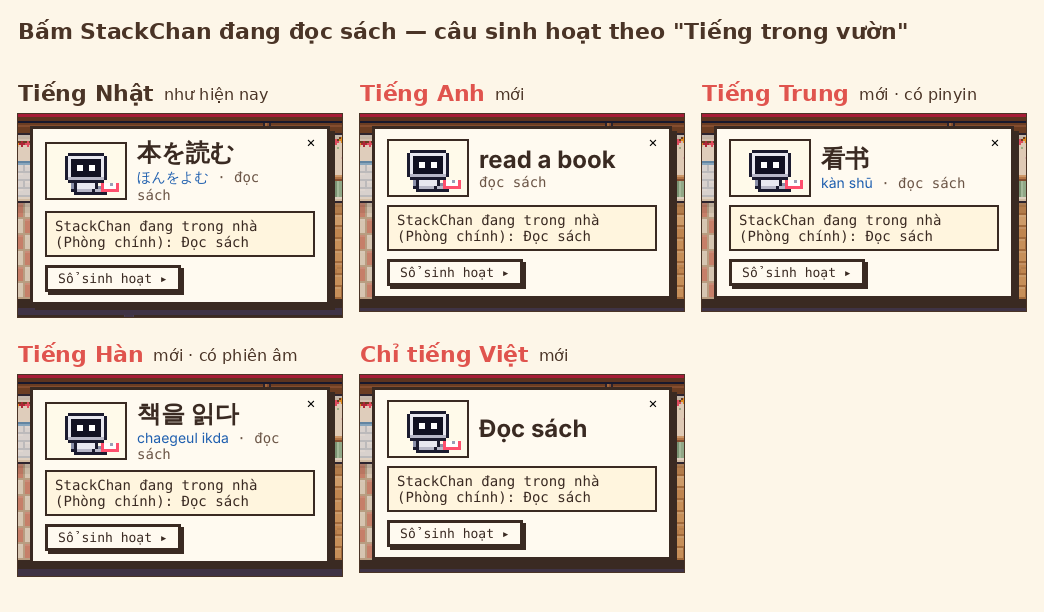 Bấm StackChan đang đọc sách — câu sinh hoạt theo "Tiếng trong vườn"
Tiếng Nhật như hiện nay
×
本を読む
ほんをよむ · đọc
sách
StackChan đang trong nhà
(Phòng chính): Đọc sách
Sổ sinh hoạt ▸
Tiếng Anh mới
×
read a book
đọc sách
StackChan đang trong nhà
(Phòng chính): Đọc sách
Sổ sinh hoạt ▸
Tiếng Trung mới · có pinyin
×
看书
kàn shū · đọc sách
StackChan đang trong nhà
(Phòng chính): Đọc sách
Sổ sinh hoạt ▸
Tiếng Hàn mới · có phiên âm
×
책을 읽다
chaegeul ikda · đọc
sách
StackChan đang trong nhà
(Phòng chính): Đọc sách
Sổ sinh hoạt ▸
Chỉ tiếng Việt mới
×
Đọc sách
StackChan đang trong nhà
(Phòng chính): Đọc sách
Sổ sinh hoạt ▸